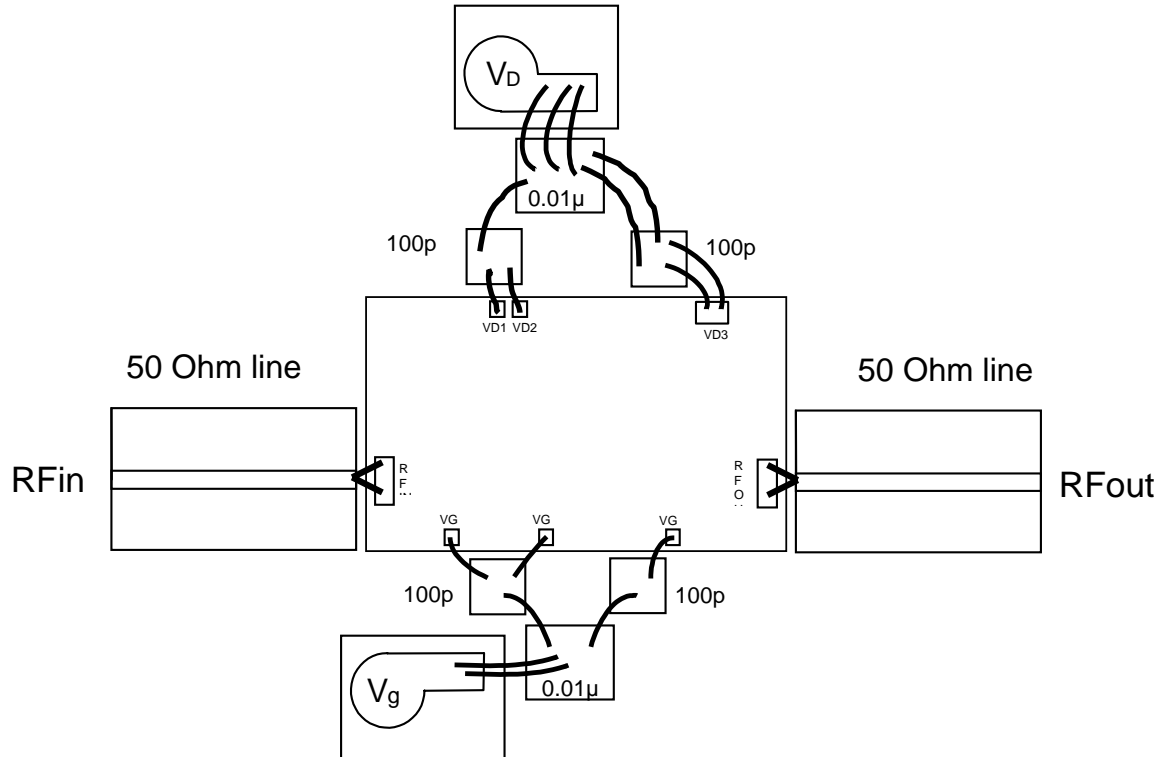 VD
0.01µ
100p
100p
VD1 VD2
VD3
50 Ohm line
50 Ohm line
RFin
R
F
R
F
O
RFout
VG
VG
VG
100p
100p
0.01µ
Vg